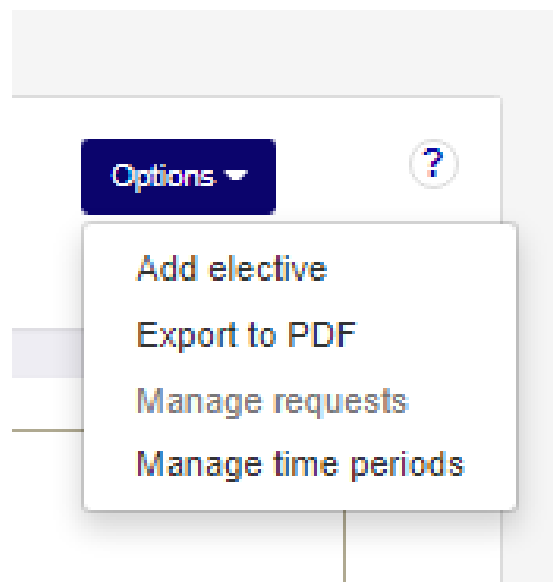 Options
?
Add elective
Export to PDF
Manage requests
Manage time periods